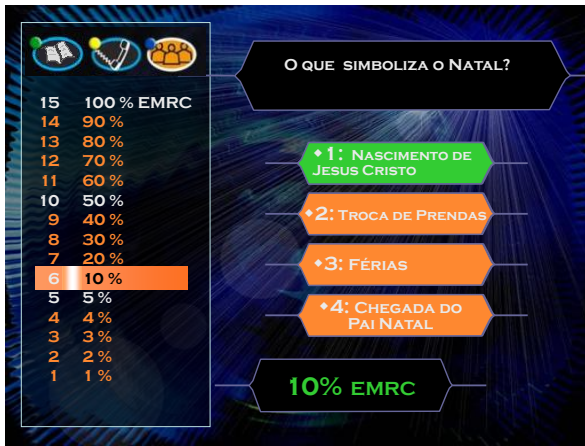 15 100 % EMRC
14 90 %
13 80 %
12 70 %
11 60 %
10 50 %
9 40 %
8 30 %
7 20 %
6 10 %
5 5 %
4 4 %
3 3 %
2 2 %
1 1 %
O QUE SIMBOLIZA O NATAL?
◆1: NASCIMENTO DE
JESUS CRISTO
◆2: TROCA DE PRENDAS
◆3: FÉRIAS
◆4: CHEGADA DO
PAI NATAL
10% EMRC